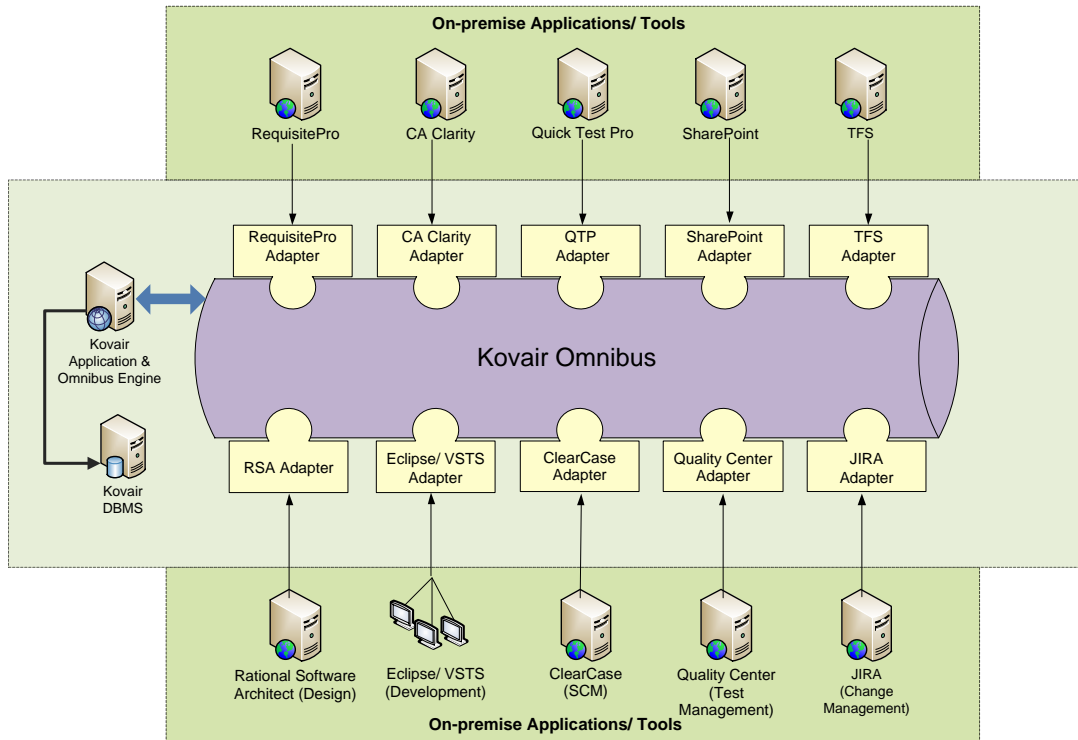 On-premise Applications/ Tools
RequisitePro
CA Clarity
Quick Test Pro
SharePoint
TFS
RequisitePro
Adapter
CA Clarity
Adapter
QTP
Adapter
SharePoint
Adapter
TFS
Adapter
Kovair
Application &
Omnibus Engine
Kovair Omnibus
Kovair
DBMS
RSA Adapter
Eclipse/ VSTS
Adapter
ClearCase
Adapter
Quality Center
Adapter
JIRA
Adapter
Rational Software
Architect (Design)
Eclipse/ VSTS
(Development)
ClearCase
(SCM)
Quality Center
(Test
Management)
JIRA
(Change
Management)
On-premise Applications/ Tools